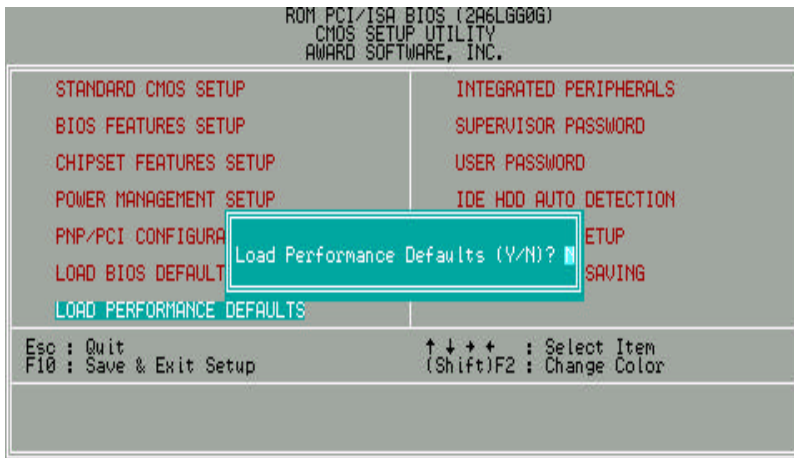 ROM PCI/ISA BIOS (2A6LGG0G)
CMOS SETUP UTILITY
AWARD SOFTWARE, INC.
STANDARD CMOS SETUP
BIOS FEATURES SETUP
CHIPSET FEATURES SETUP
POWER MANAGEMENT SETUP
PNP/PCI CONFIGURA
LOAD BIOS DEFAULT
LOAD PERFORMANCE DEFAULTS
INTEGRATED PERIPHERALS
SUPERVISOR PASSWORD
USER PASSWORD
IDE HDD AUTO DETECTION
ETUP
SAVING
Load Performance Defaults (Y/N)? N
Esc : Quit
F10 : Save & Exit Setup
↑ ↓ → ← : Select Item
(Shift)F2 : Change Color